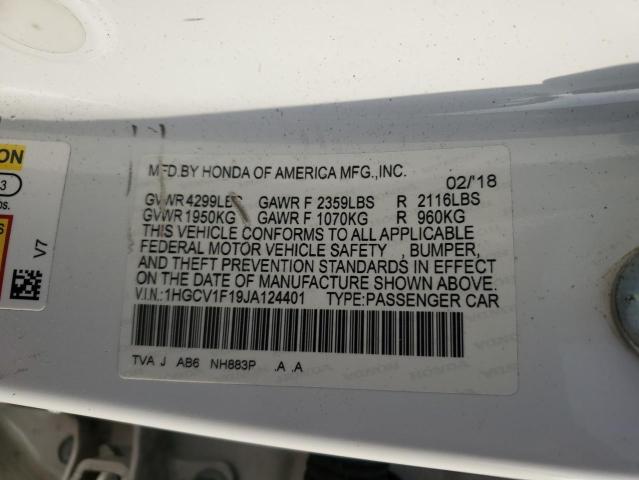 MFD.BY HONDA OF AMERICA MFG.,INC.
02/'18
GVWR 4299LBS GAWR F 2359LBS R 2116LBS
GVWR 1950KG GAWR F 1070KG R 960KG
THIS VEHICLE CONFORMS TO ALL APPLICABLE
FEDERAL MOTOR VEHICLE SAFETY , BUMPER,
AND THEFT PREVENTION STANDARDS IN EFFECT
ON THE DATE OF MANUFACTURE SHOWN ABOVE.
V.I.N.:1HGCV1F19JA124401 TYPE:PASSENGER CAR
TVA J AB6 NH883P .A .A
V7
3